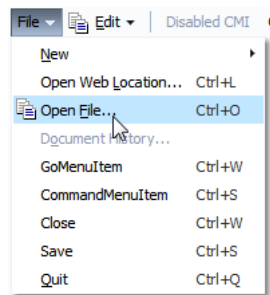 File Edit Disabled CMI
New
Open Web Location... Ctrl+L
Open File... Ctrl+O
Document History...
GoMenuItem Ctrl+W
CommandMenuItem Ctrl+S
Close Ctrl+W
Save Ctrl+S
Quit Ctrl+Q